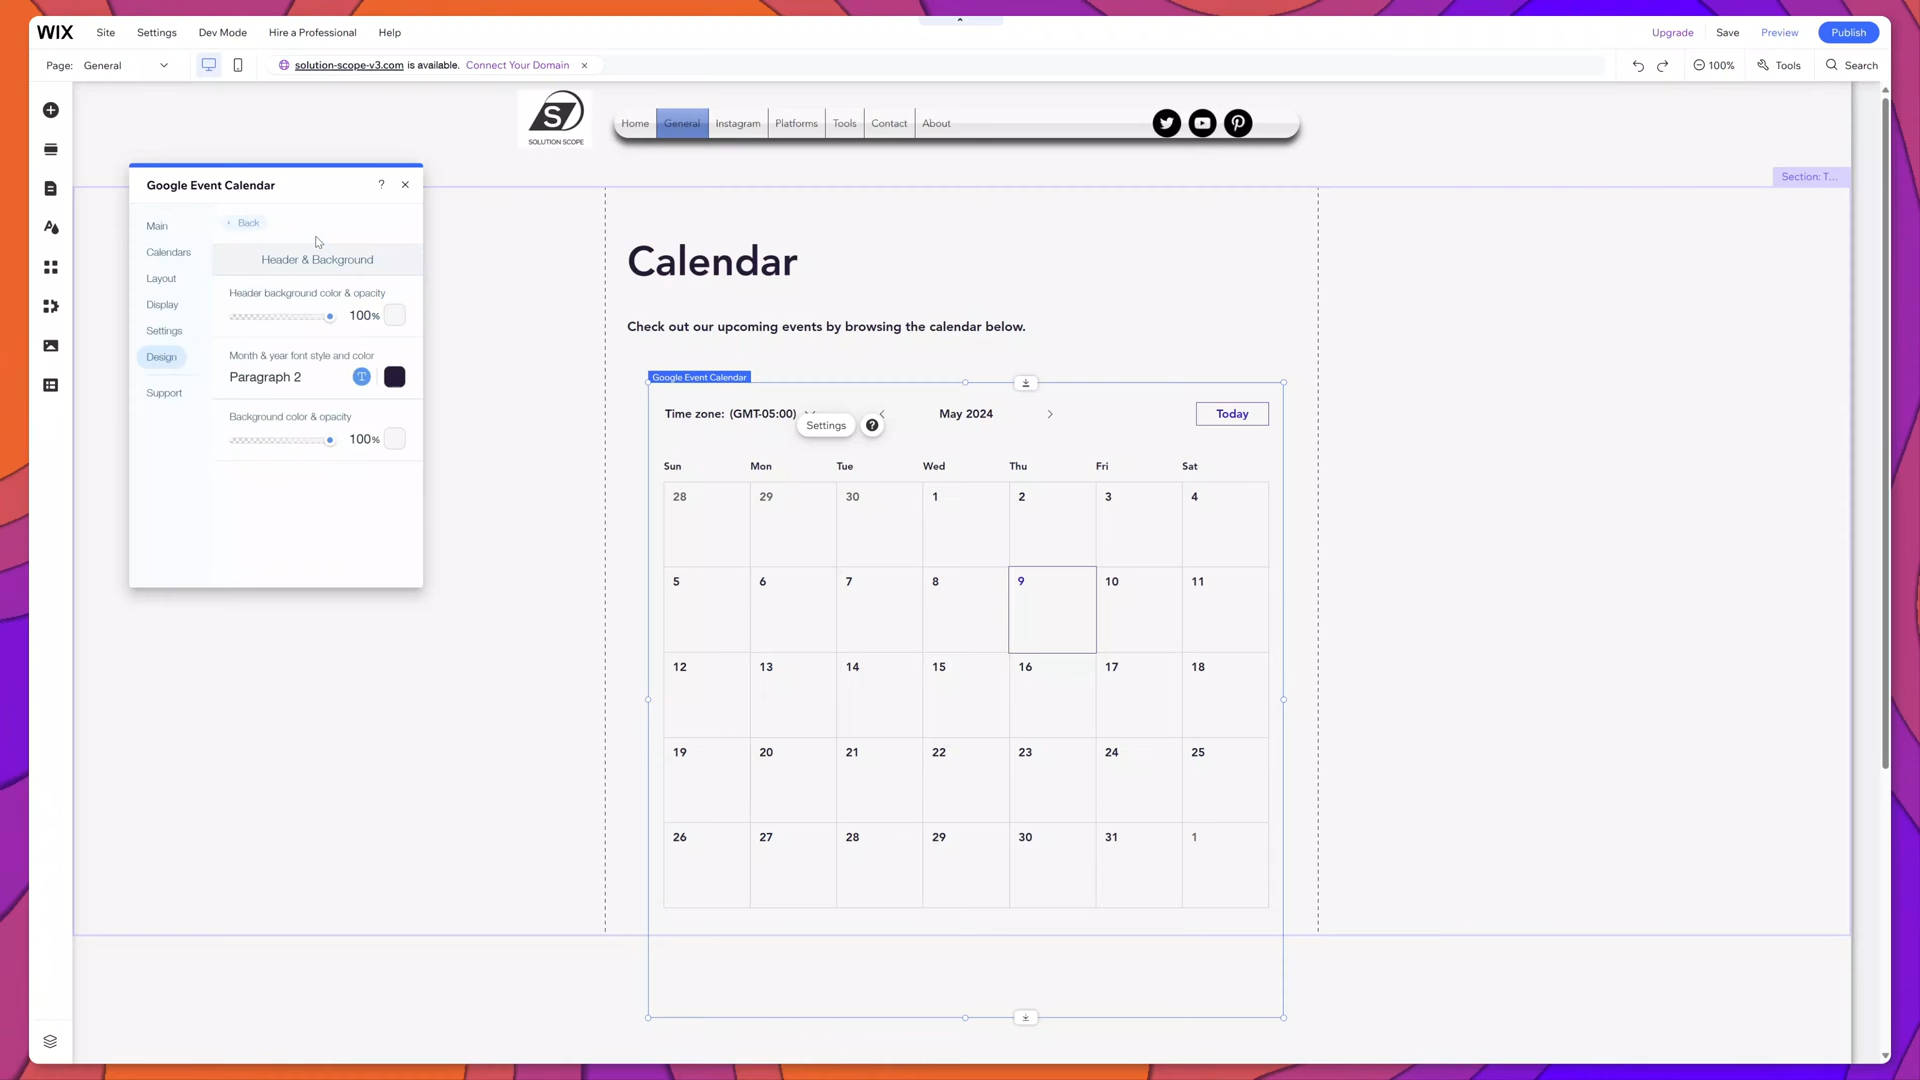 WIX Site Settings Dev Mode Hire a Professional Help Upgrade Save Preview Publish
Page: General solution-scope-v3.com is available. Connect Your Domain 100% Tools Search
S
SOLUTION SCOPE
Home General Instagram Platforms Tools Contact About
Section: T...
Google Event Calendar ?
Main
Calendars
Layout
Display
Settings
Design
Support
Back
Header & Background
Header background color & opacity
100%
Month & year font style and color
Paragraph 2 T
Background color & opacity
100%
Calendar
Check out our upcoming events by browsing the calendar below.
Google Event Calendar
Time zone: (GMT-05:00) May 2024 Today
Settings ?
Sun Mon Tue Wed Thu Fri Sat
28 29 30 1 2 3 4
5 6 7 8 9 10 11
12 13 14 15 16 17 18
19 20 21 22 23 24 25
26 27 28 29 30 31 1